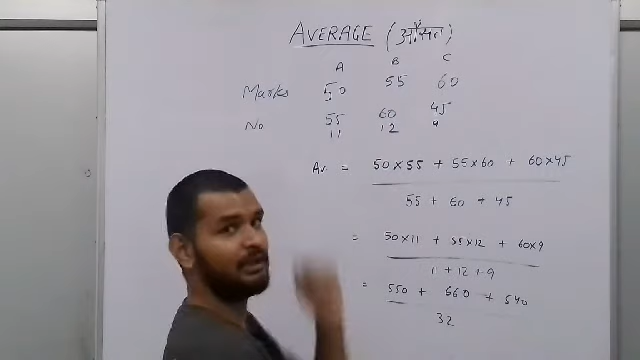 AVERAGE (औसत)
A B C
Marks 50 55 60
No 55 60 45
11 12 9
Av = 50×55 + 55×60 + 60×45
55 + 60 + 45
= 50×11 + 55×12 + 60×9
11 + 12 + 9
= 550 + 660 + 540
32